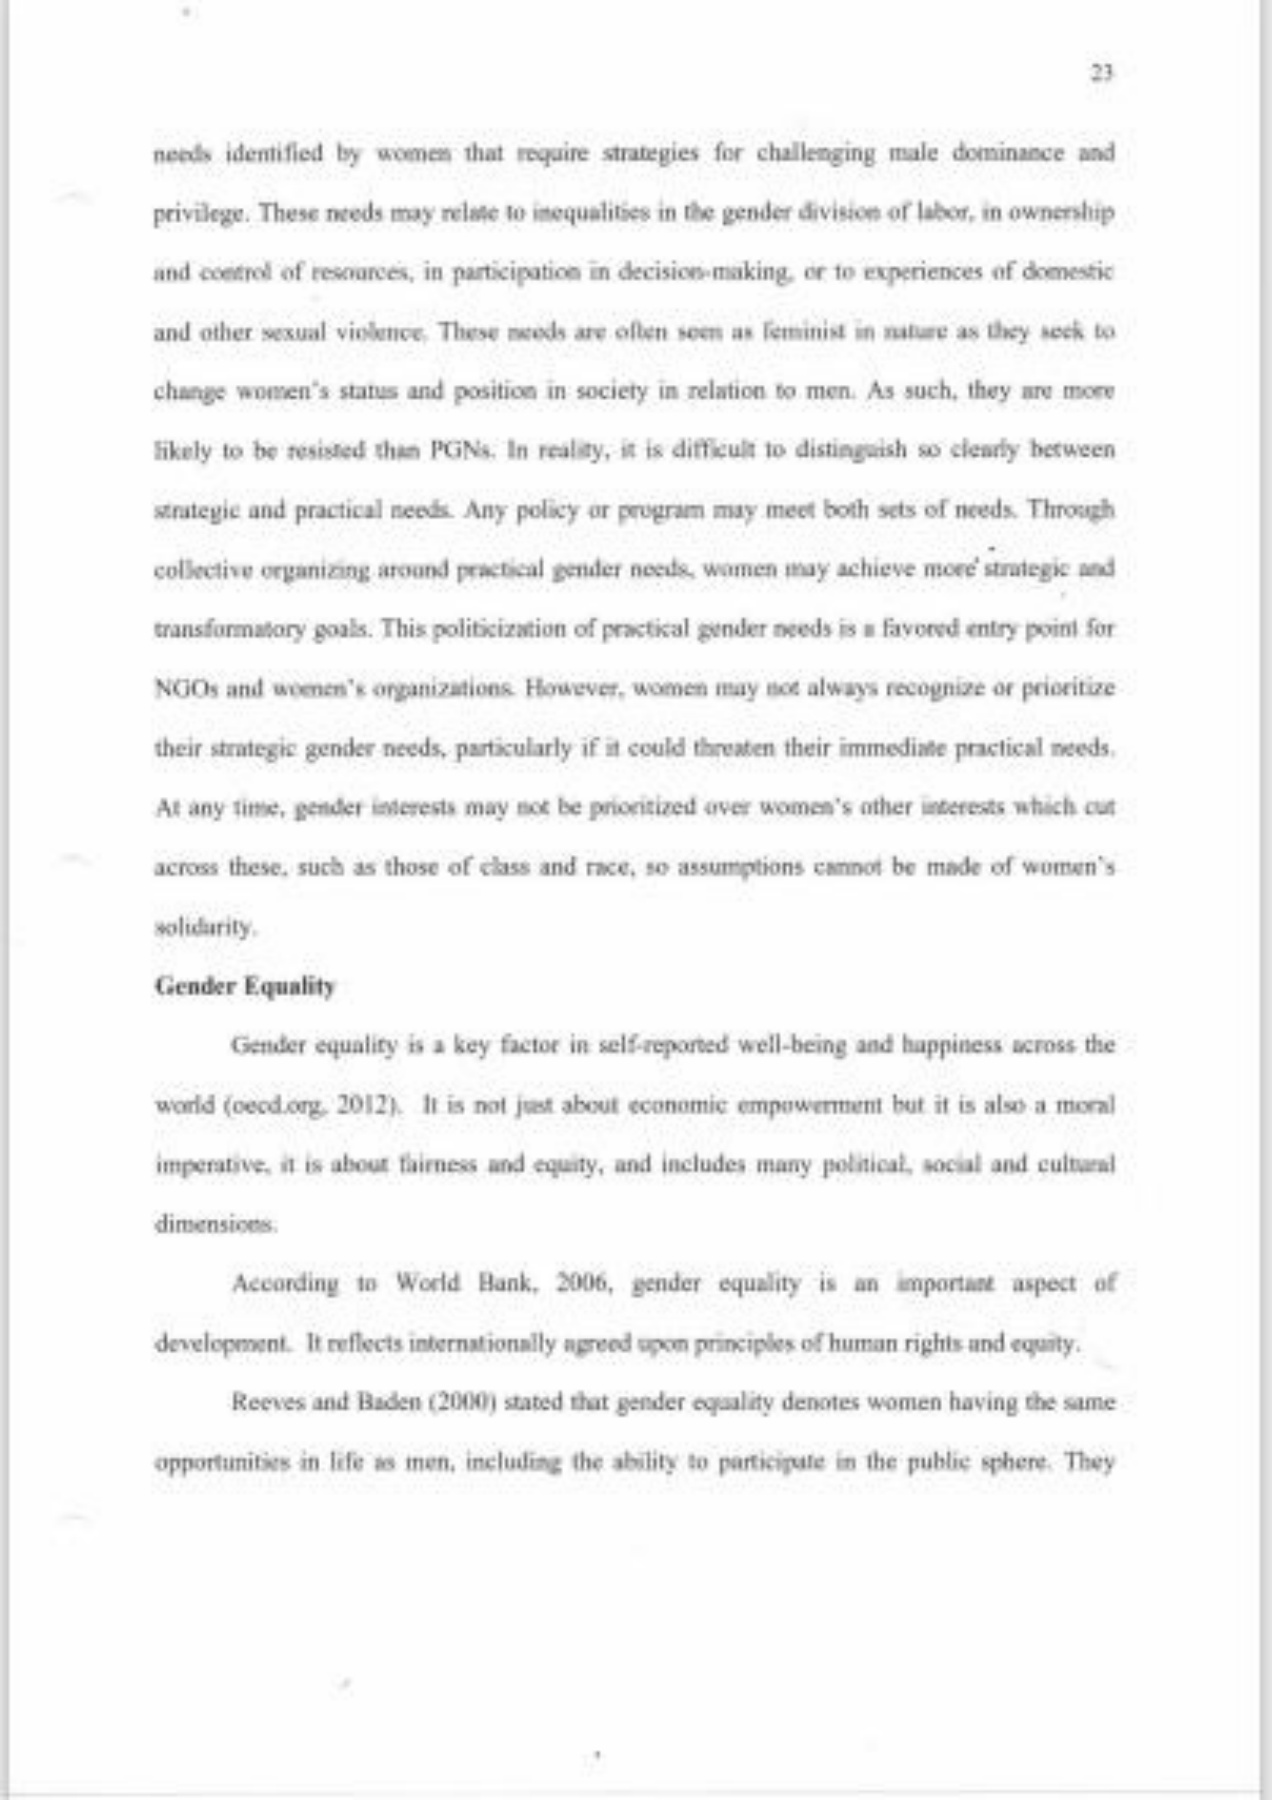 23
needs identified by women that require strategies for challenging male dominance and
privilege. These needs may relate to inequalities in the gender division of labor, in ownership
and control of resources, in participation in decision-making, or to experiences of domestic
and other sexual violence. These needs are often seen as feminist in nature as they seek to
change women's status and position in society in relation to men. As such, they are more
likely to be resisted than PGNs. In reality, it is difficult to distinguish so clearly between
strategic and practical needs. Any policy or program may meet both sets of needs. Through
collective organizing around practical gender needs, women may achieve more strategic and
transformatory goals. This politicization of practical gender needs is a favored entry point for
NGOs and women's organizations. However, women may not always recognize or prioritize
their strategic gender needs, particularly if it could threaten their immediate practical needs.
At any time, gender interests may not be prioritized over women's other interests which cut
across these, such as those of class and race, so assumptions cannot be made of women's
solidarity.
Gender Equality
Gender equality is a key factor in self-reported well-being and happiness across the
world (oecd.org, 2012). It is not just about economic empowerment but it is also a moral
imperative, it is about fairness and equity, and includes many political, social and cultural
dimensions.
According to World Bank, 2006, gender equality is an important aspect of
development. It reflects internationally agreed upon principles of human rights and equity.
Reeves and Baden (2000) stated that gender equality denotes women having the same
opportunities in life as men, including the ability to participate in the public sphere. They